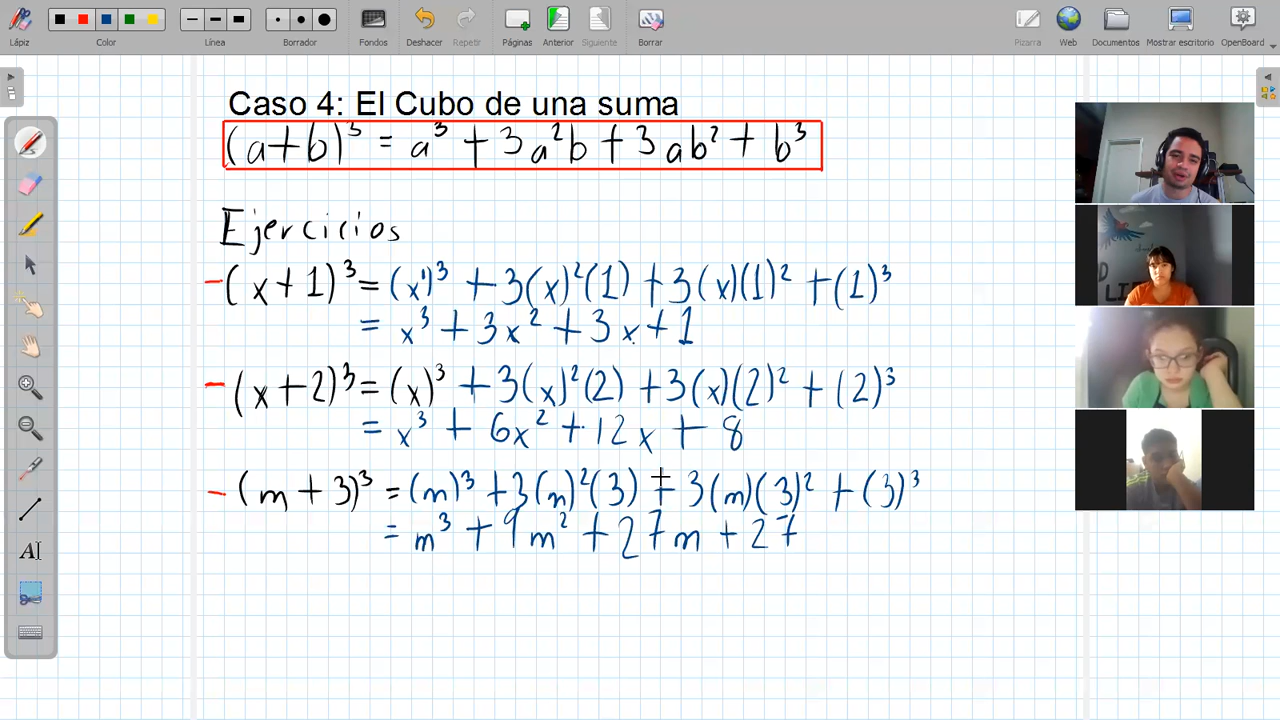 Lápiz Color Línea Borrador Fondos Deshacer Repetir Páginas Anterior Siguiente Borrar Pizarra Web Documentos Mostrar escritorio OpenBoard
Caso 4: El Cubo de una suma
(a+b)³ = a³ + 3a²b + 3ab² + b³
Ejercicios
-(x+1)³ = (x¹)³ + 3(x)²(1) + 3(x)(1)² + (1)³
= x³ + 3x² + 3x + 1
-(x+2)³ = (x)³ + 3(x)²(2) + 3(x)(2)² + (2)³
= x³ + 6x² + 12x + 8
-(m+3)³ = (m)³ + 3(m)²(3) + 3(m)(3)² + (3)³
= m³ + 9m² + 27m + 27